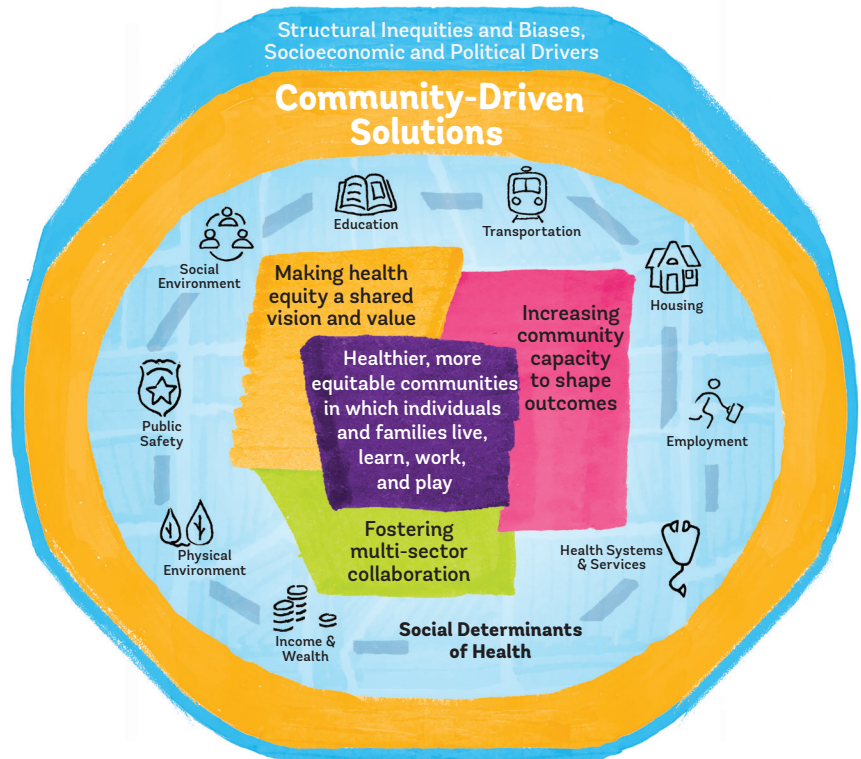 Structural Inequities and Biases,
Socioeconomic and Political Drivers
Community-Driven
Solutions
Education
Transportation
Social
Environment
Housing
Making health
equity a shared
vision and value
Increasing
community
capacity
to shape
outcomes
Healthier, more
equitable communities
in which individuals
and families live,
learn, work,
and play
Public
Safety
Employment
Fostering
multi-sector
collaboration
Physical
Environment
Health Systems
& Services
Income &
Wealth
Social Determinants
of Health